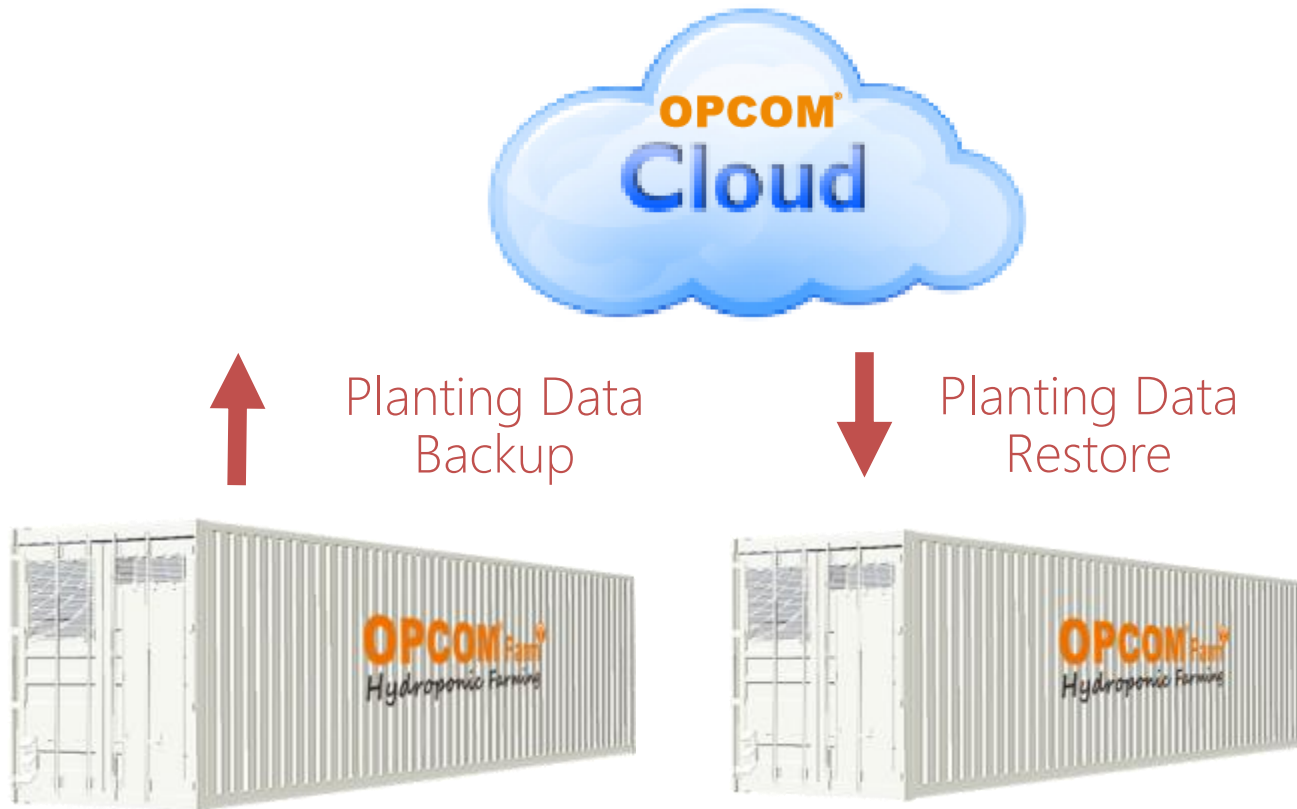 OPCOM®
Cloud
Planting Data
Backup
Planting Data
Restore
OPCOM® Farm
Hydroponic Farming
OPCOM® Farm
Hydroponic Farming